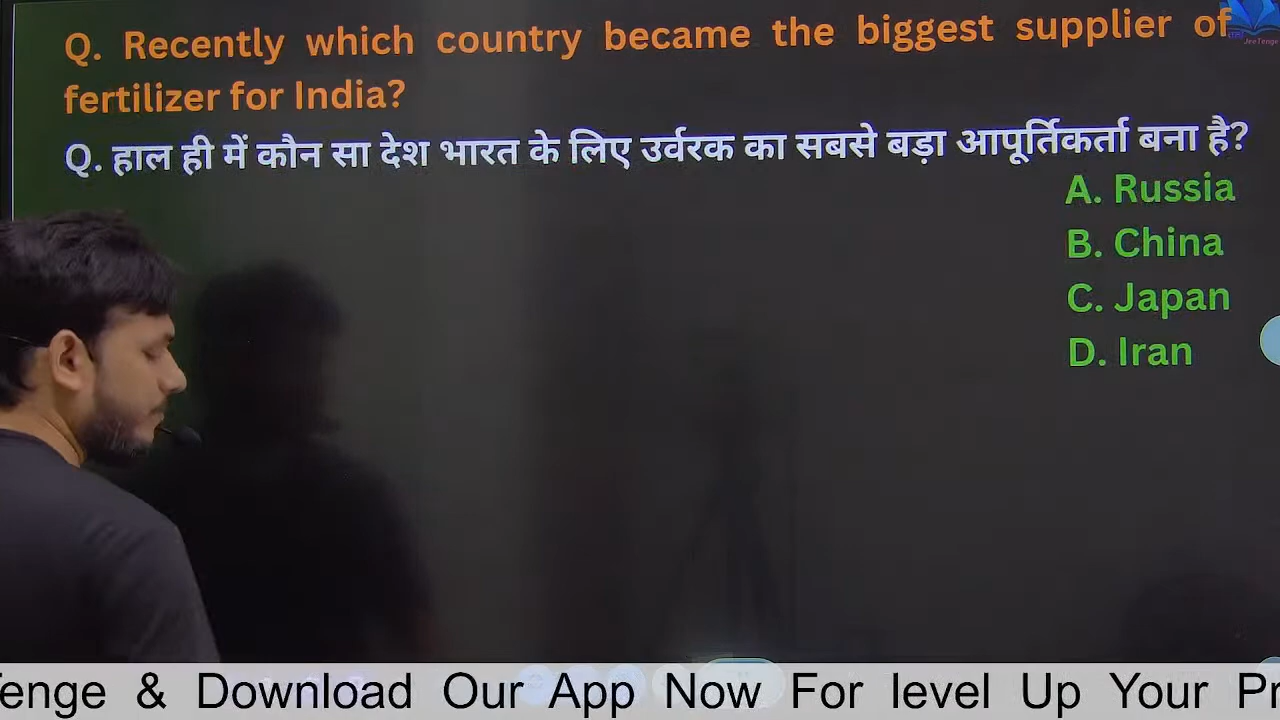 Q. Recently which country became the biggest supplier of
fertilizer for India?
Q. हाल ही में कौन सा देश भारत के लिए उर्वरक का सबसे बड़ा आपूर्तिकर्ता बना है?
A. Russia
B. China
C. Japan
D. Iran
JeeTenge
Tenge & Download Our App Now For level Up Your Pr